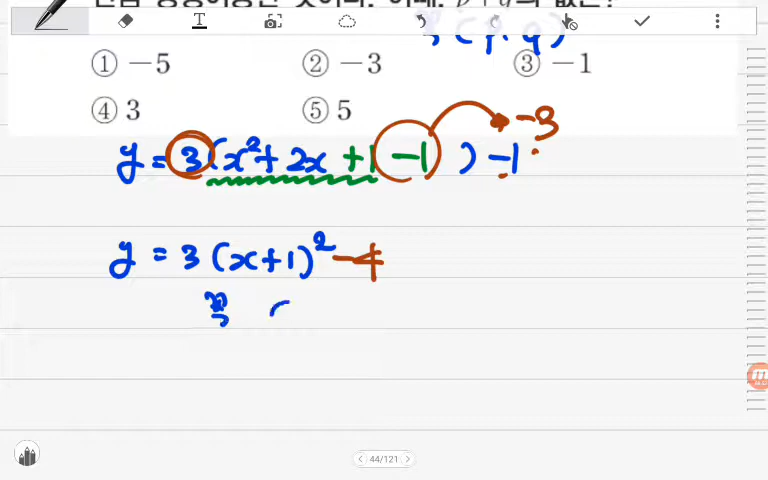 (p, q)
① −5 ② −3 ③ −1
④ 3 ⑤ 5
-3
y = 3(x²+ 2x +1 -1 ) -1
y = 3(x+1)² -4
(
44/121